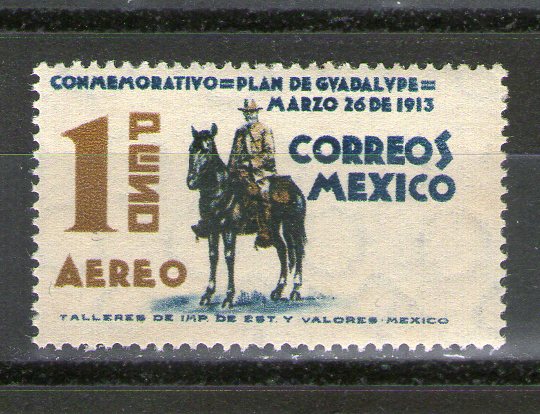 CONMEMORATIVO=PLAN DE GVADALVPE=
MARZO 26 DE 1913
1 PESO
CORREOS
MEXICO
AEREO
TALLERES DE IMP. DE EST. Y VALORES-MEXICO